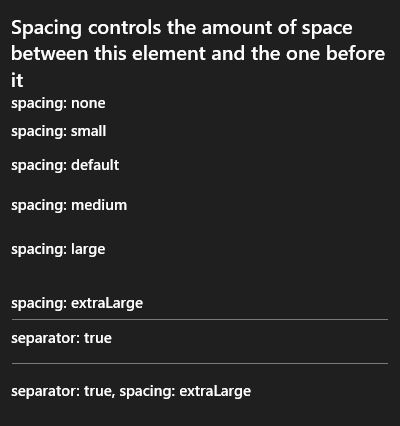 Spacing controls the amount of space
between this element and the one before
it
spacing: none
spacing: small
spacing: default
spacing: medium
spacing: large
spacing: extraLarge
separator: true
separator: true, spacing: extraLarge